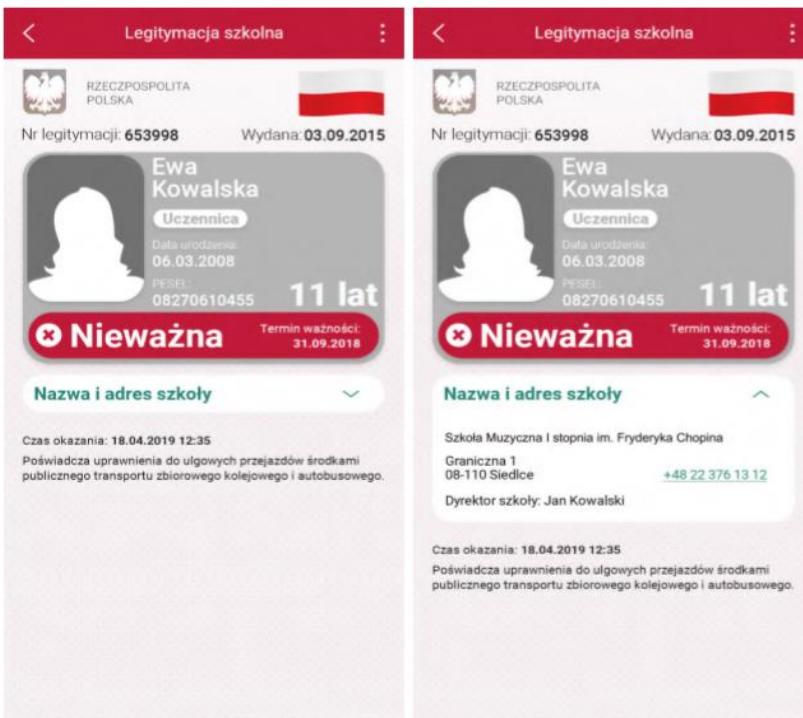 Legitymacja szkolna
RZECZPOSPOLITA
POLSKA
Nr legitymacji: 653998 Wydana: 03.09.2015
Ewa
Kowalska
Uczennica
Data urodzenia:
06.03.2008
PESEL:
08270610455 11 lat
Nieważna Termin ważności:
31.09.2018
Nazwa i adres szkoły
Czas okazania: 18.04.2019 12:35
Poświadcza uprawnienia do ulgowych przejazdów środkami
publicznego transportu zbiorowego kolejowego i autobusowego.
Legitymacja szkolna
RZECZPOSPOLITA
POLSKA
Nr legitymacji: 653998 Wydana: 03.09.2015
Ewa
Kowalska
Uczennica
Data urodzenia:
06.03.2008
PESEL:
08270610455 11 lat
Nieważna Termin ważności:
31.09.2018
Nazwa i adres szkoły
Szkoła Muzyczna I stopnia im. Fryderyka Chopina
Graniczna 1
08-110 Siedlce +48 22 376 13 12
Dyrektor szkoły: Jan Kowalski
Czas okazania: 18.04.2019 12:35
Poświadcza uprawnienia do ulgowych przejazdów środkami
publicznego transportu zbiorowego kolejowego i autobusowego.